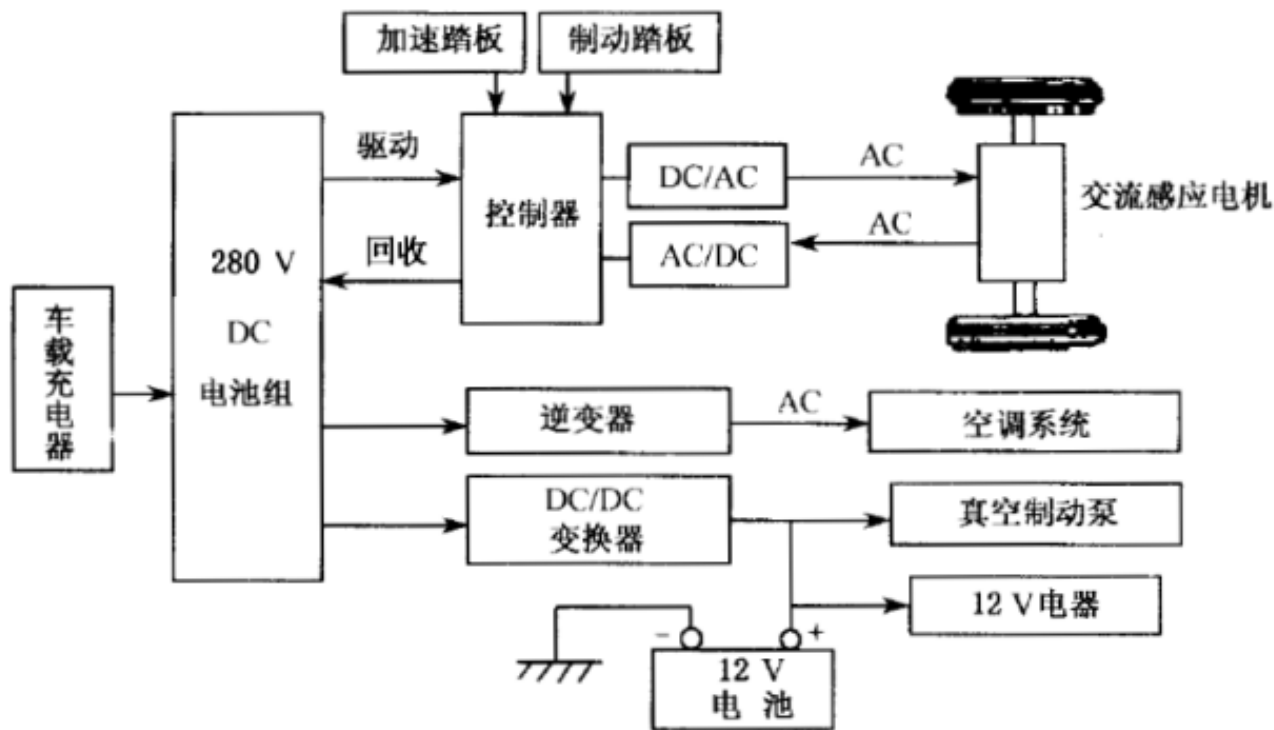 加速踏板
制动踏板
驱动
控制器
回收
DC/AC
AC/DC
AC
AC
交流感应电机
280 V
DC
电池组
车载充电器
逆变器
AC
空调系统
DC/DC
变换器
真空制动泵
12 V电器
- +
12 V
电 池